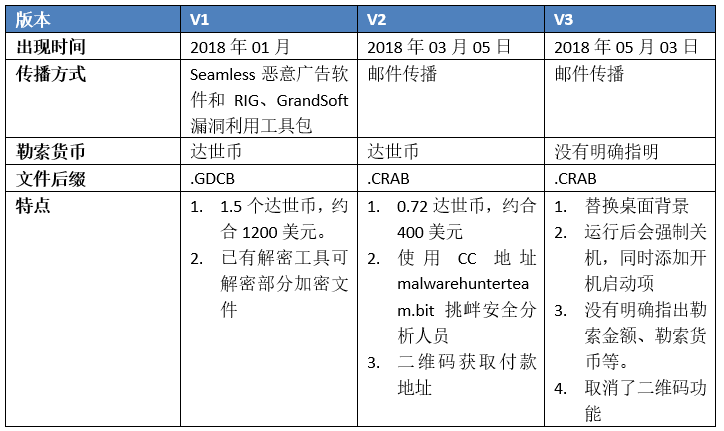 版本 V1 V2 V3
出现时间 2018 年 01 月 2018 年 03 月 05 日 2018 年 05 月 03 日
传播方式 Seamless 恶意广告软 邮件传播 邮件传播
件和 RIG、GrandSoft
漏洞利用工具包
勒索货币 达世币 达世币 没有明确指明
文件后缀 .GDCB .CRAB .CRAB
特点
1. 1.5 个达世币，约
合 1200 美元。
2. 已有解密工具可
解密部分加密文
件
1. 0.72 达世币，约合
400 美元
2. 使用 CC 地址
malwarehuntertea
m.bit 挑衅安全分
析人员
3. 二维码获取付款
地址
1. 替换桌面背景
2. 运行后会强制关
机，同时添加开
机启动项
3. 没有明确指出勒
索金额、勒索货
币等。
4. 取消了二维码功
能